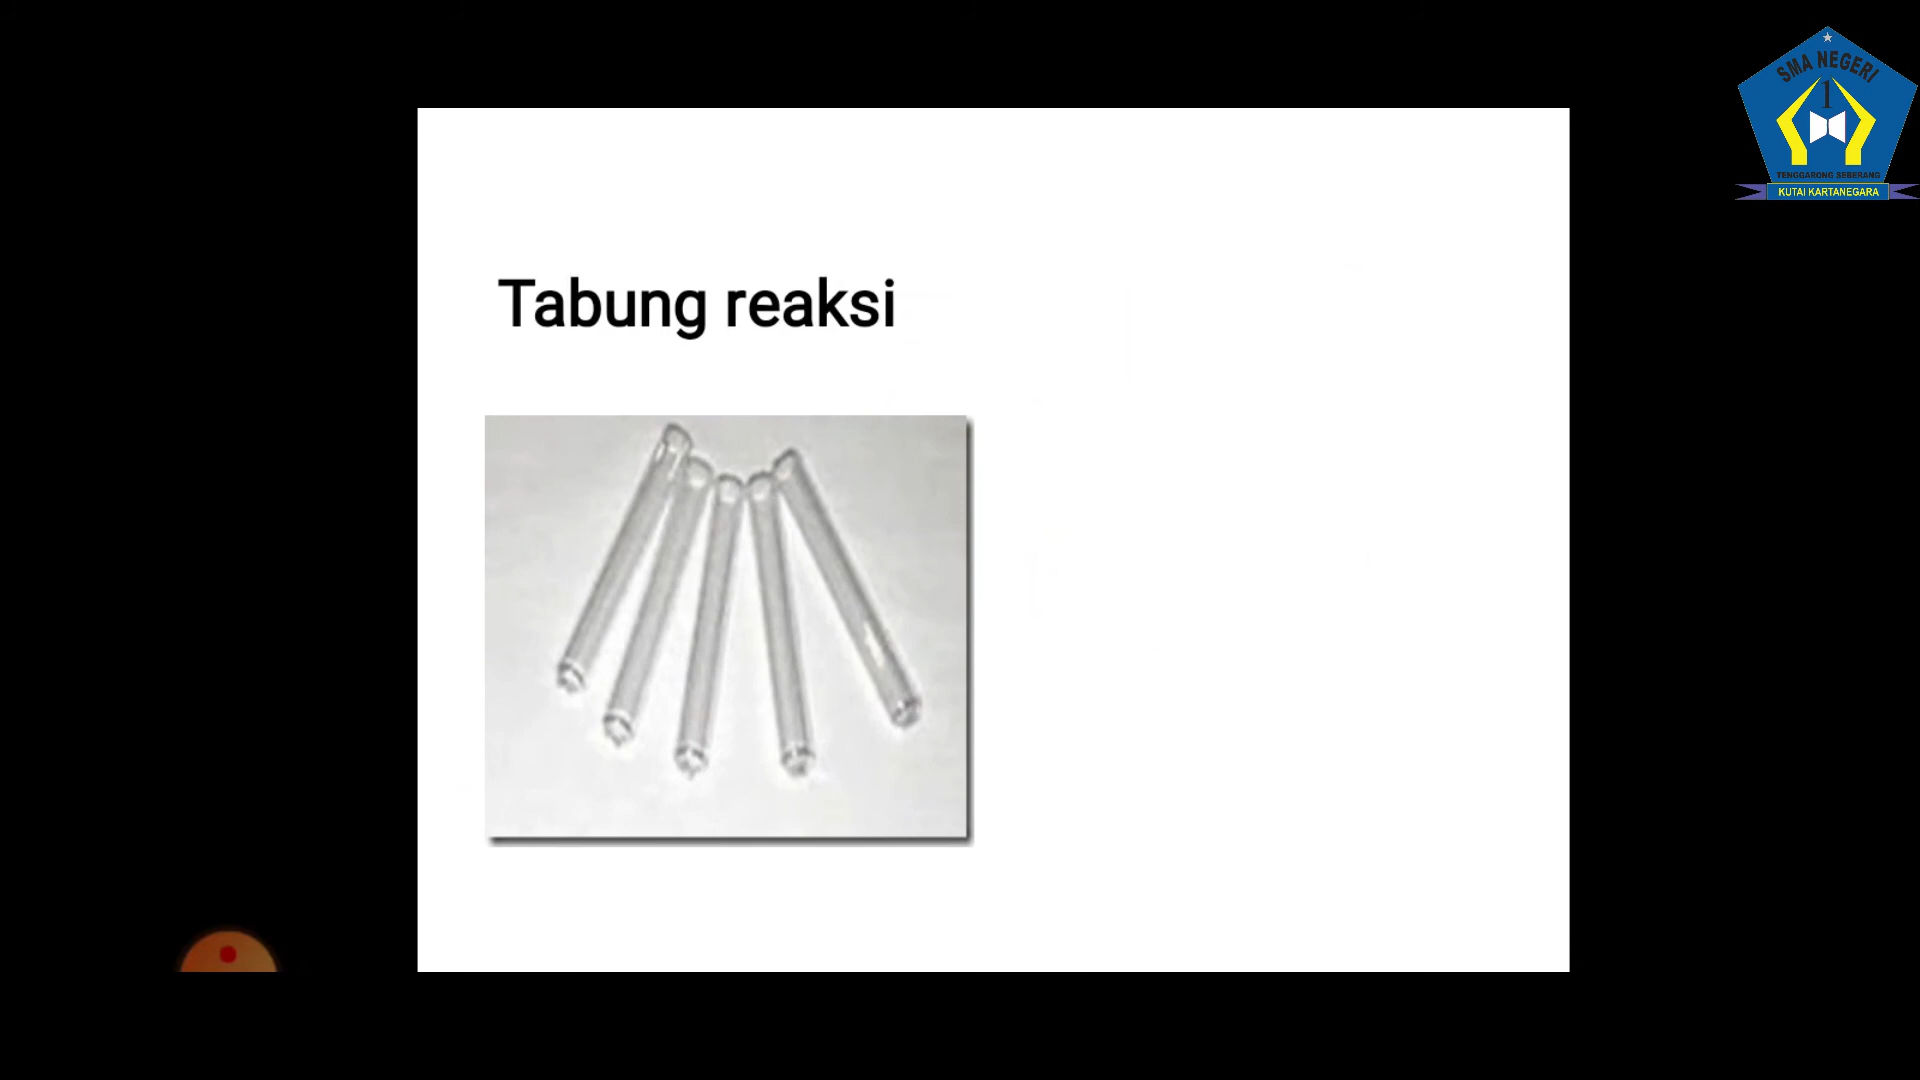 SMA NEGERI
1
TENGGARONG SEBERANG
KUTAI KARTANEGARA
Tabung reaksi